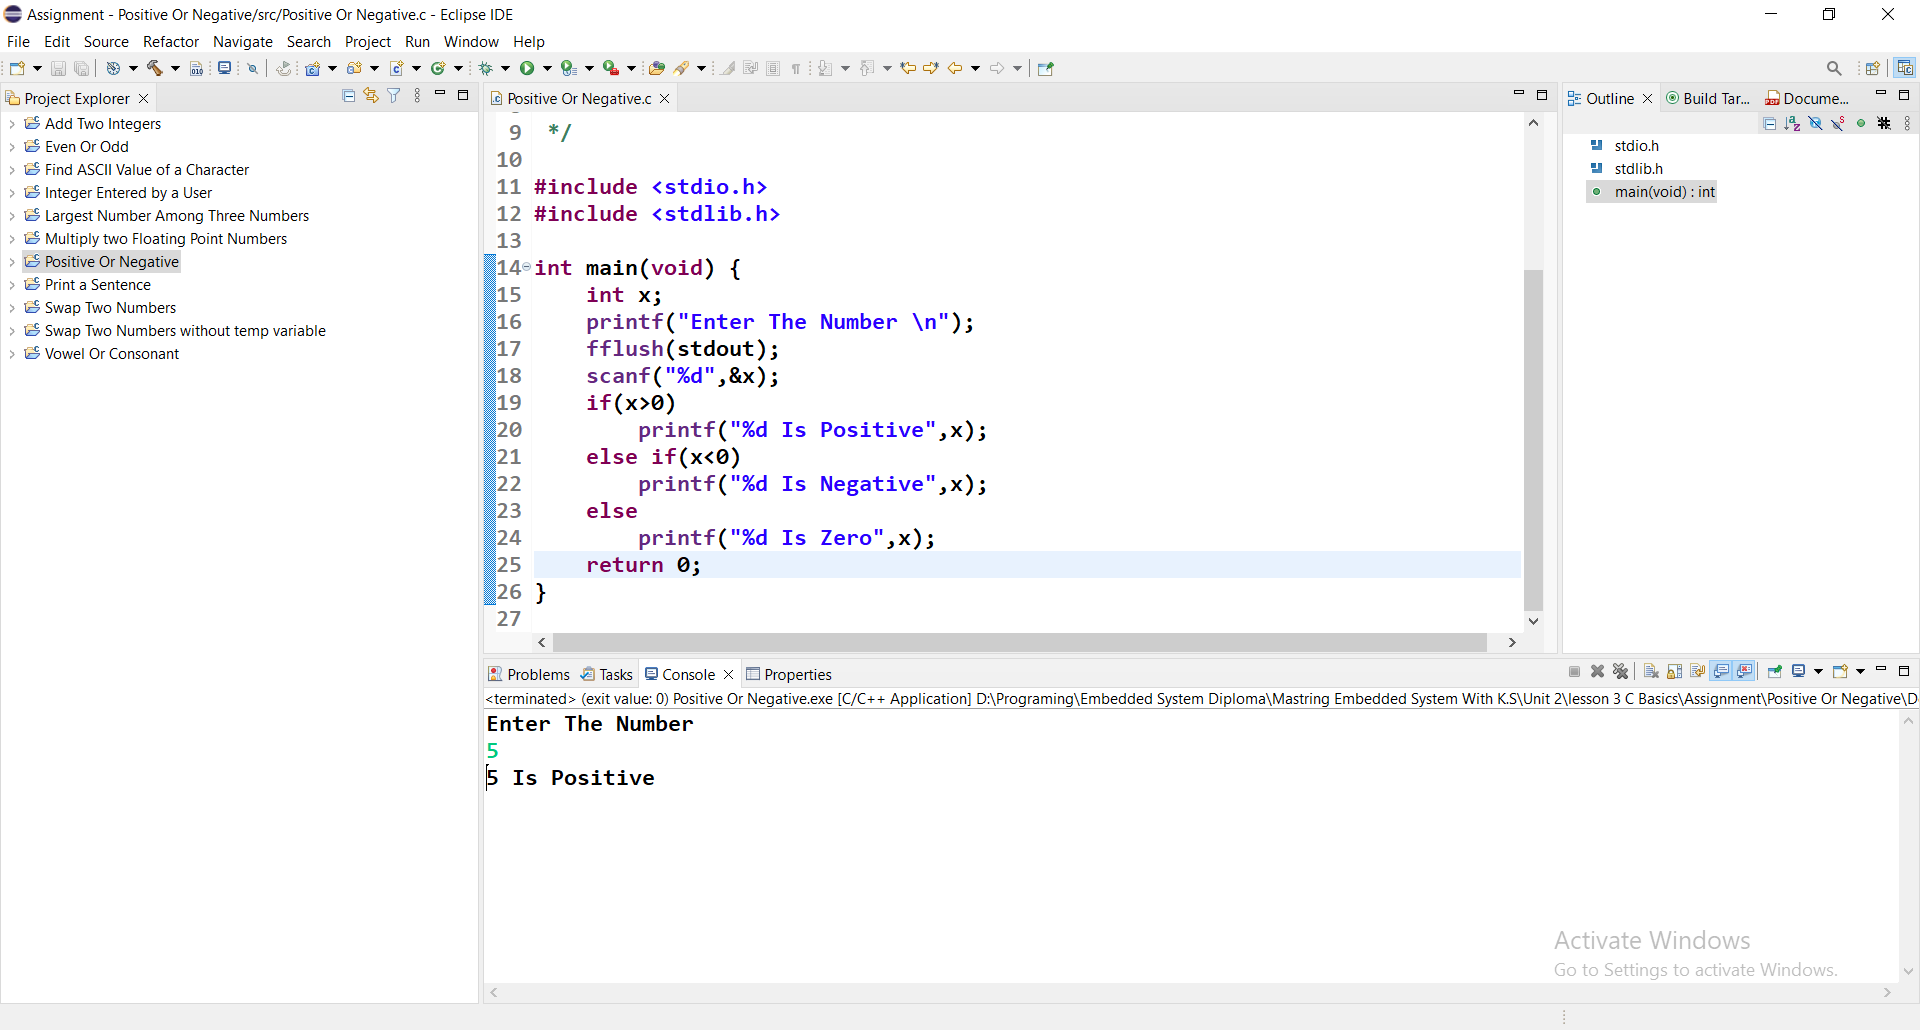 Assignment - Positive Or Negative/src/Positive Or Negative.c - Eclipse IDE
File Edit Source Refactor Navigate Search Project Run Window Help
Project Explorer
Add Two Integers
Even Or Odd
Find ASCII Value of a Character
Integer Entered by a User
Largest Number Among Three Numbers
Multiply two Floating Point Numbers
Positive Or Negative
Print a Sentence
Swap Two Numbers
Swap Two Numbers without temp variable
Vowel Or Consonant
Positive Or Negative.c
9 */
10
11 #include <stdio.h>
12 #include <stdlib.h>
13
14 int main(void) {
15 int x;
16 printf("Enter The Number \n");
17 fflush(stdout);
18 scanf("%d",&x);
19 if(x>0)
20 printf("%d Is Positive",x);
21 else if(x<0)
22 printf("%d Is Negative",x);
23 else
24 printf("%d Is Zero",x);
25 return 0;
26 }
27
Outline Build Tar... Docume...
stdio.h
stdlib.h
main(void) : int
Problems Tasks Console Properties
<terminated> (exit value: 0) Positive Or Negative.exe [C/C++ Application] D:\Programing\Embedded System Diploma\Mastring Embedded System With K.S\Unit 2\lesson 3 C Basics\Assignment\Positive Or Negative\D
Enter The Number
5
5 Is Positive
Activate Windows
Go to Settings to activate Windows.